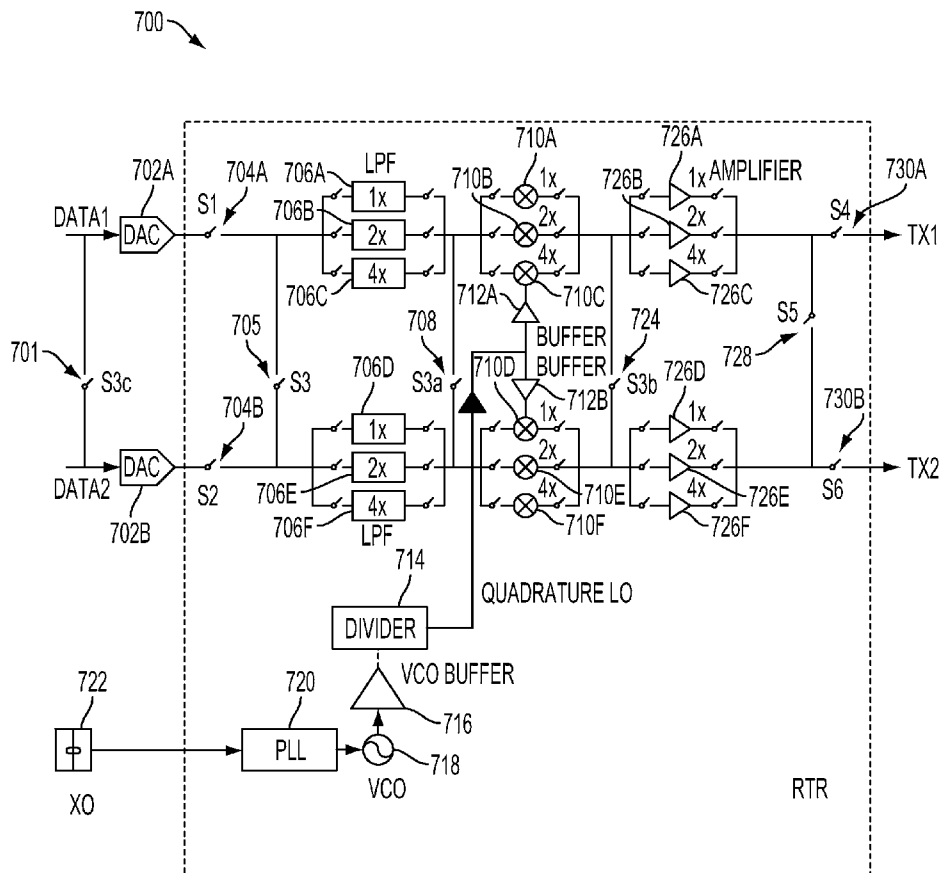 700
702A
S1
704A
706A
LPF
710A
726A
AMPLIFIER
730A
DATA1
DAC
1x
706B
710B
1x
726B
1x
S4
2x
2x
2x
TX1
706C
4x
4x
4x
712A
710C
726C
701
S3c
705
S3
708
S3a
BUFFER
BUFFER
724
S3b
S5
728
706D
710D
712B
726D
730B
704B
1x
1x
1x
DATA2
DAC
S2
706E
2x
2x
710E
2x
726E
S6
TX2
702B
706F
4x
4x
710F
4x
726F
LPF
714
DIVIDER
QUADRATURE LO
VCO BUFFER
716
722
720
PLL
718
VCO
XO
RTR